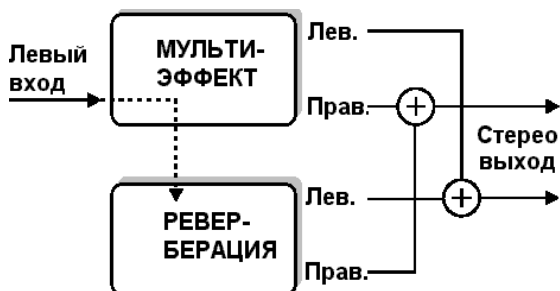 Левый
вход
МУЛЬТИ-
ЭФФЕКТ
Лев.
Прав.
Стерео
выход
РЕВЕР-
БЕРАЦИЯ
Лев.
Прав.